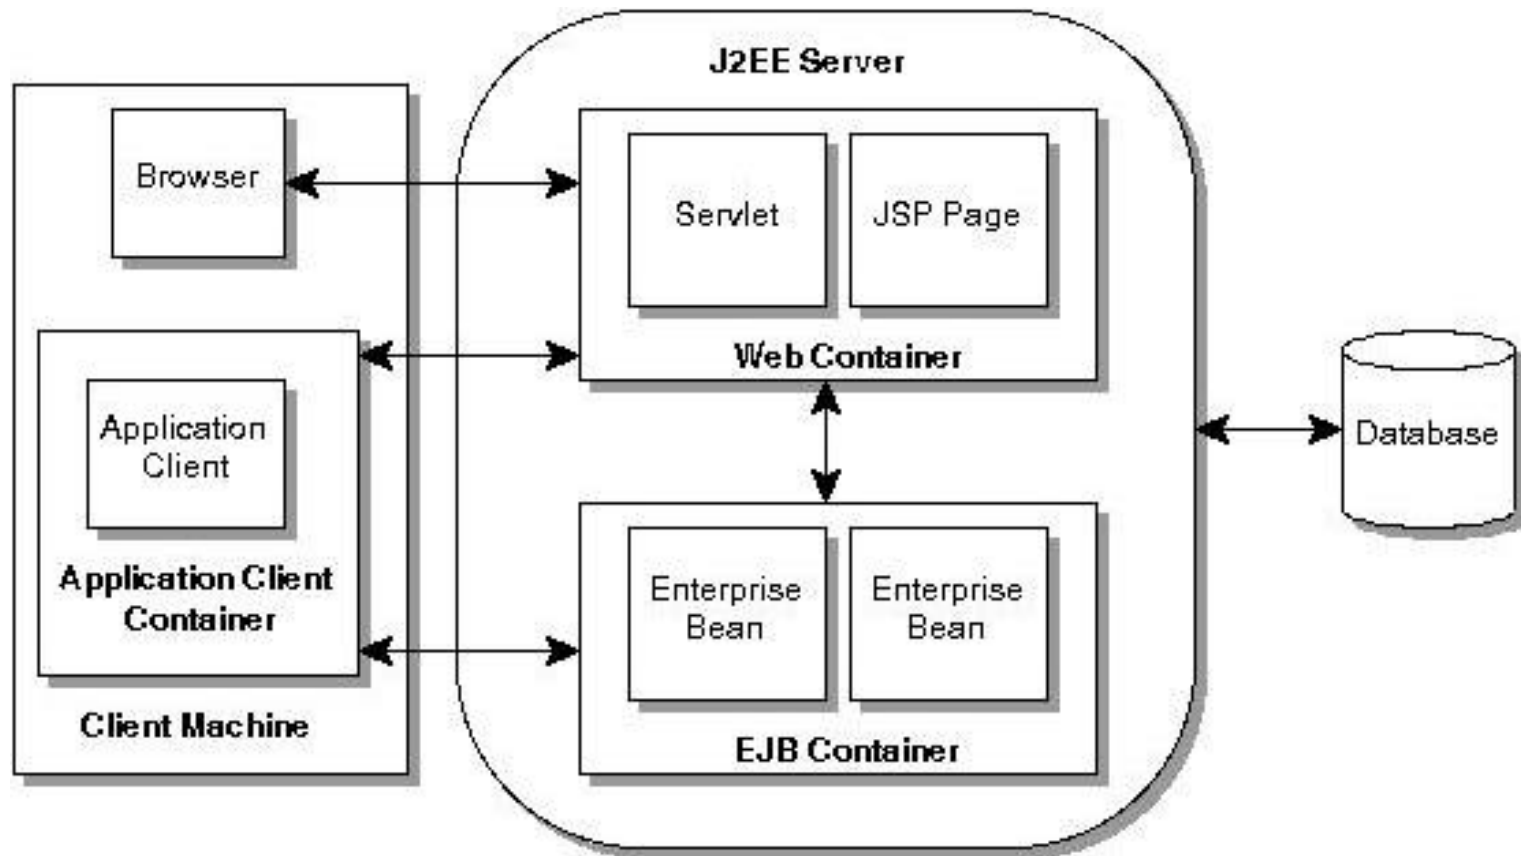 J2EE Server
Browser
Servlet
JSP Page
Web Container
Application
Client
Application Client
Container
Client Machine
Enterprise
Bean
Enterprise
Bean
EJB Container
Database